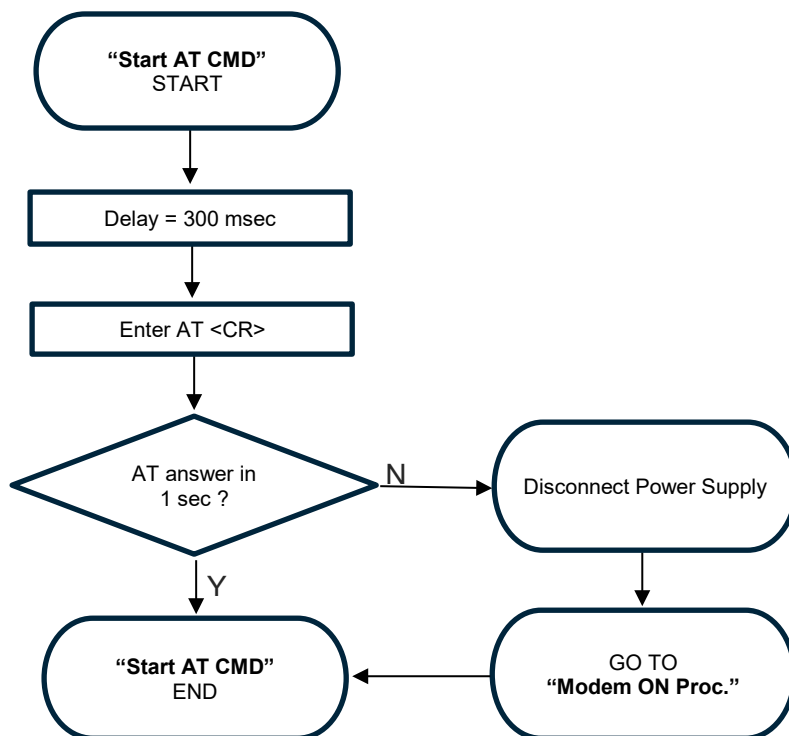 “Start AT CMD”
START
Delay = 300 msec
Enter AT <CR>
AT answer in
1 sec ?
N
Disconnect Power Supply
Y
“Start AT CMD”
END
GO TO
“Modem ON Proc.”